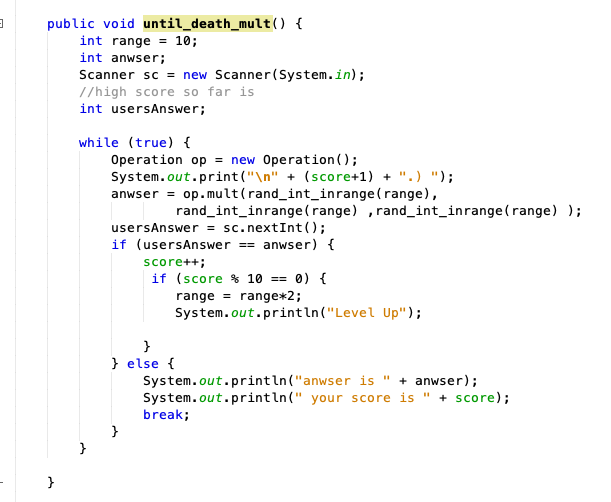 public void until_death_mult() {
int range = 10;
int anwser;
Scanner sc = new Scanner(System.in);
//high score so far is
int usersAnswer;
while (true) {
Operation op = new Operation();
System.out.print("\n" + (score+1) + ".) ");
anwser = op.mult(rand_int_inrange(range),
rand_int_inrange(range) ,rand_int_inrange(range) );
usersAnswer = sc.nextInt();
if (usersAnswer == anwser) {
score++;
if (score % 10 == 0) {
range = range*2;
System.out.println("Level Up");
}
} else {
System.out.println("anwser is " + anwser);
System.out.println(" your score is " + score);
break;
}
}
}